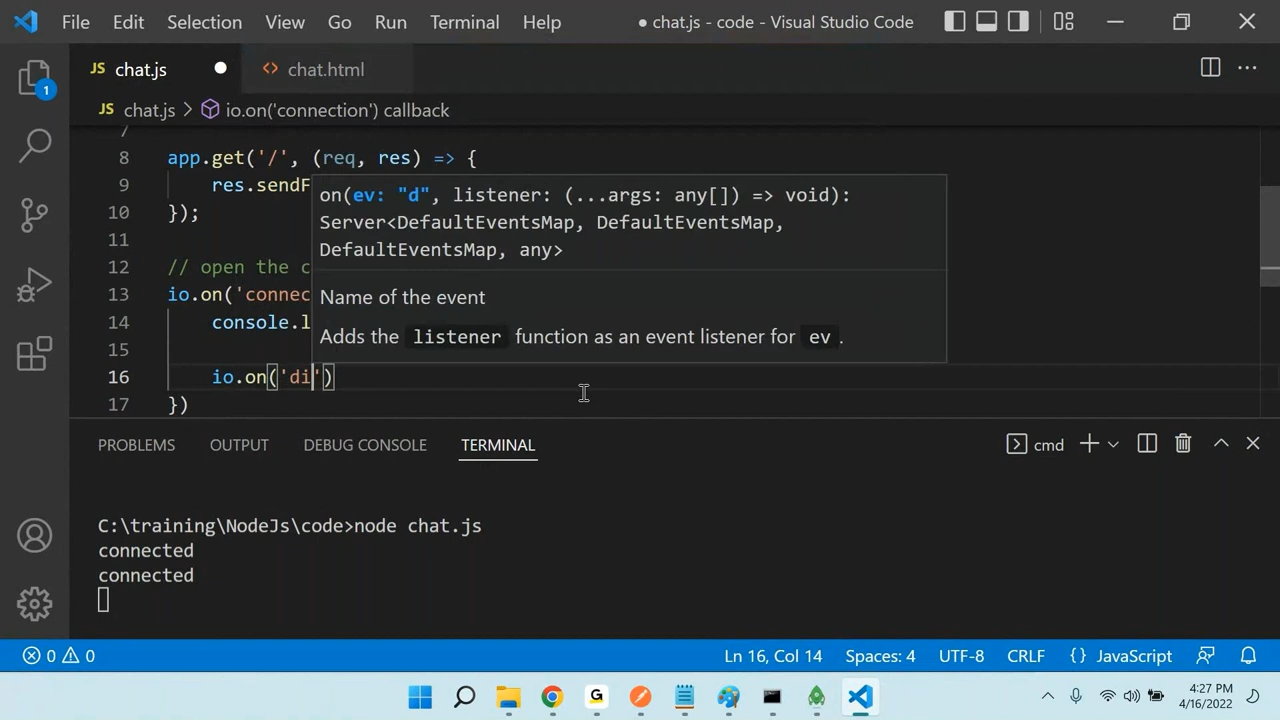 File Edit Selection View Go Run Terminal Help ● chat.js - code - Visual Studio Code
JS chat.js ● <> chat.html
JS chat.js > io.on('connection') callback
7
8 app.get('/', (req, res) => {
9 res.sendF
10 });
11
12 // open the c
13 io.on('connec
14 console.l
15
16 io.on('di')
17 })
on(ev: "d", listener: (...args: any[]) => void):
Server<DefaultEventsMap, DefaultEventsMap,
DefaultEventsMap, any>
Name of the event
Adds the listener function as an event listener for ev.
1
PROBLEMS OUTPUT DEBUG CONSOLE TERMINAL cmd
C:\training\NodeJs\code>node chat.js
connected
connected
0 0 Ln 16, Col 14 Spaces: 4 UTF-8 CRLF {} JavaScript
G
4:27 PM
4/16/2022